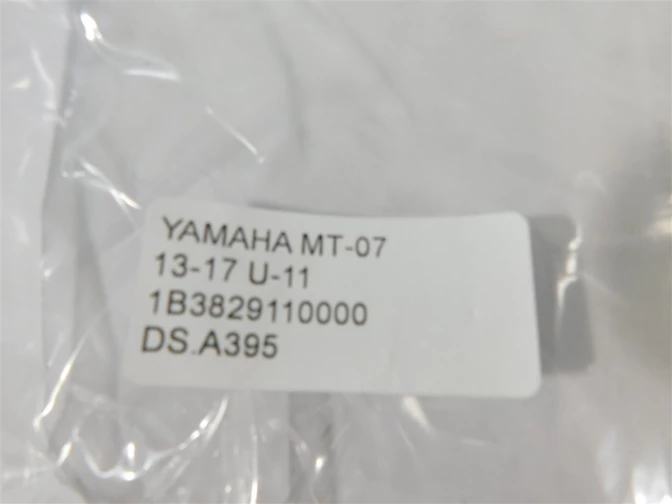 YAMAHA MT-07
13-17 U-11
1B3829110000
DS.A395